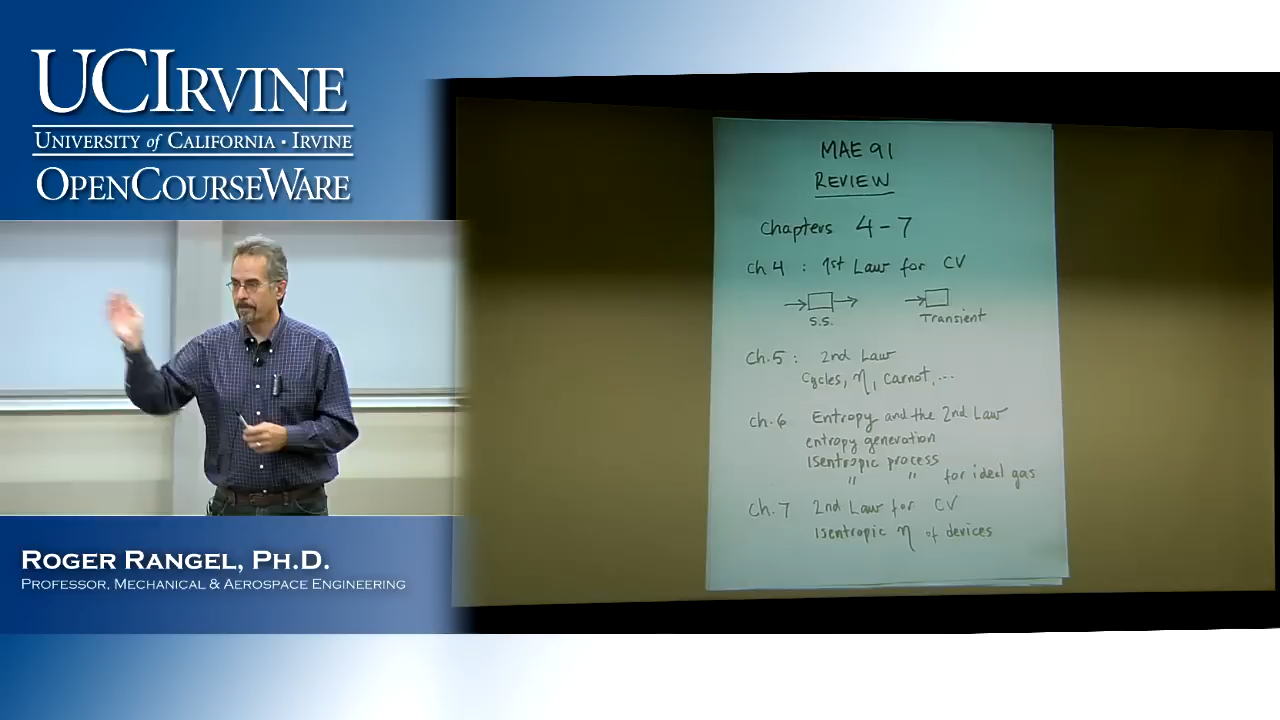 UCIRVINE
UNIVERSITY of CALIFORNIA · IRVINE
OPENCOURSEWARE
ROGER RANGEL, PH.D.
PROFESSOR, MECHANICAL & AEROSPACE ENGINEERING
MAE 91
REVIEW
Chapters 4-7
Ch 4 : 1st Law for CV
S.S. Transient
Ch.5 : 2nd Law
Cycles, η, Carnot, ...
Ch.6 Entropy and the 2nd Law
entropy generation
Isentropic process
" " for ideal gas
Ch.7 2nd Law for CV
Isentropic η of devices